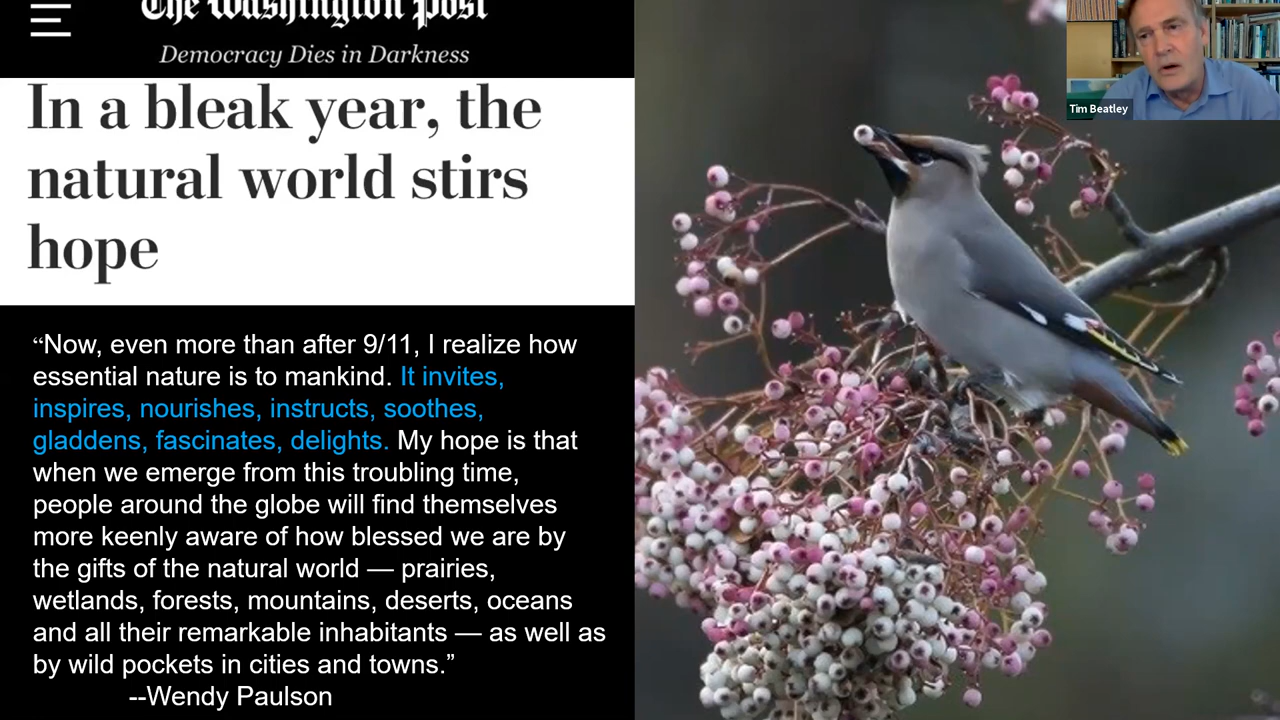 The Washington Post
Democracy Dies in Darkness
In a bleak year, the
natural world stirs
hope
“Now, even more than after 9/11, I realize how
essential nature is to mankind. It invites,
inspires, nourishes, instructs, soothes,
gladdens, fascinates, delights. My hope is that
when we emerge from this troubling time,
people around the globe will find themselves
more keenly aware of how blessed we are by
the gifts of the natural world — prairies,
wetlands, forests, mountains, deserts, oceans
and all their remarkable inhabitants — as well as
by wild pockets in cities and towns.”
--Wendy Paulson
Tim Beatley